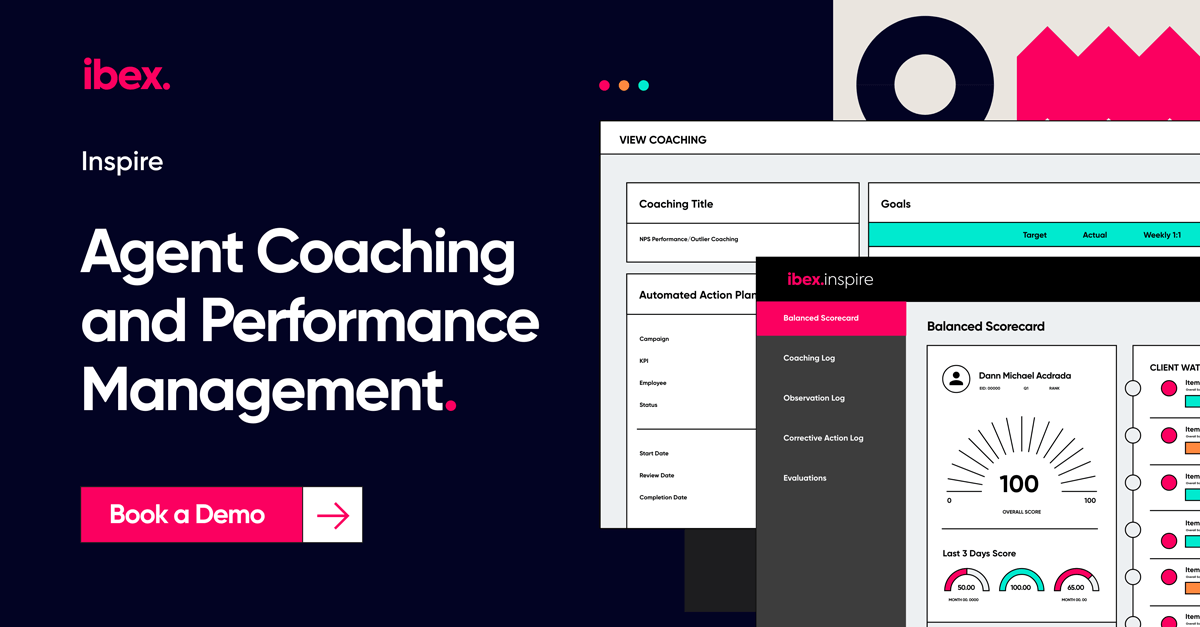 ibex.
Inspire
Agent Coaching
and Performance
Management.
Book a Demo
VIEW COACHING
Coaching Title
NPS Performance/Outlier Coaching
Goals
Target Actual Weekly 1:1
Automated Action Plan
Campaign
KPI
Employee
Status
Start Date
Review Date
Completion Date
ibex.inspire
Balanced Scorecard
Coaching Log
Observation Log
Corrective Action Log
Evaluations
Balanced Scorecard
Dann Michael Acdrada
EID: 00000 Q1 RANK
100
0 100
OVERALL SCORE
Last 3 Days Score
50.00 100.00 65.00
MONTH 00, 0000 MONTH 00, 00
CLIENT WAT
Item
Item
Item
Item
Item
Item